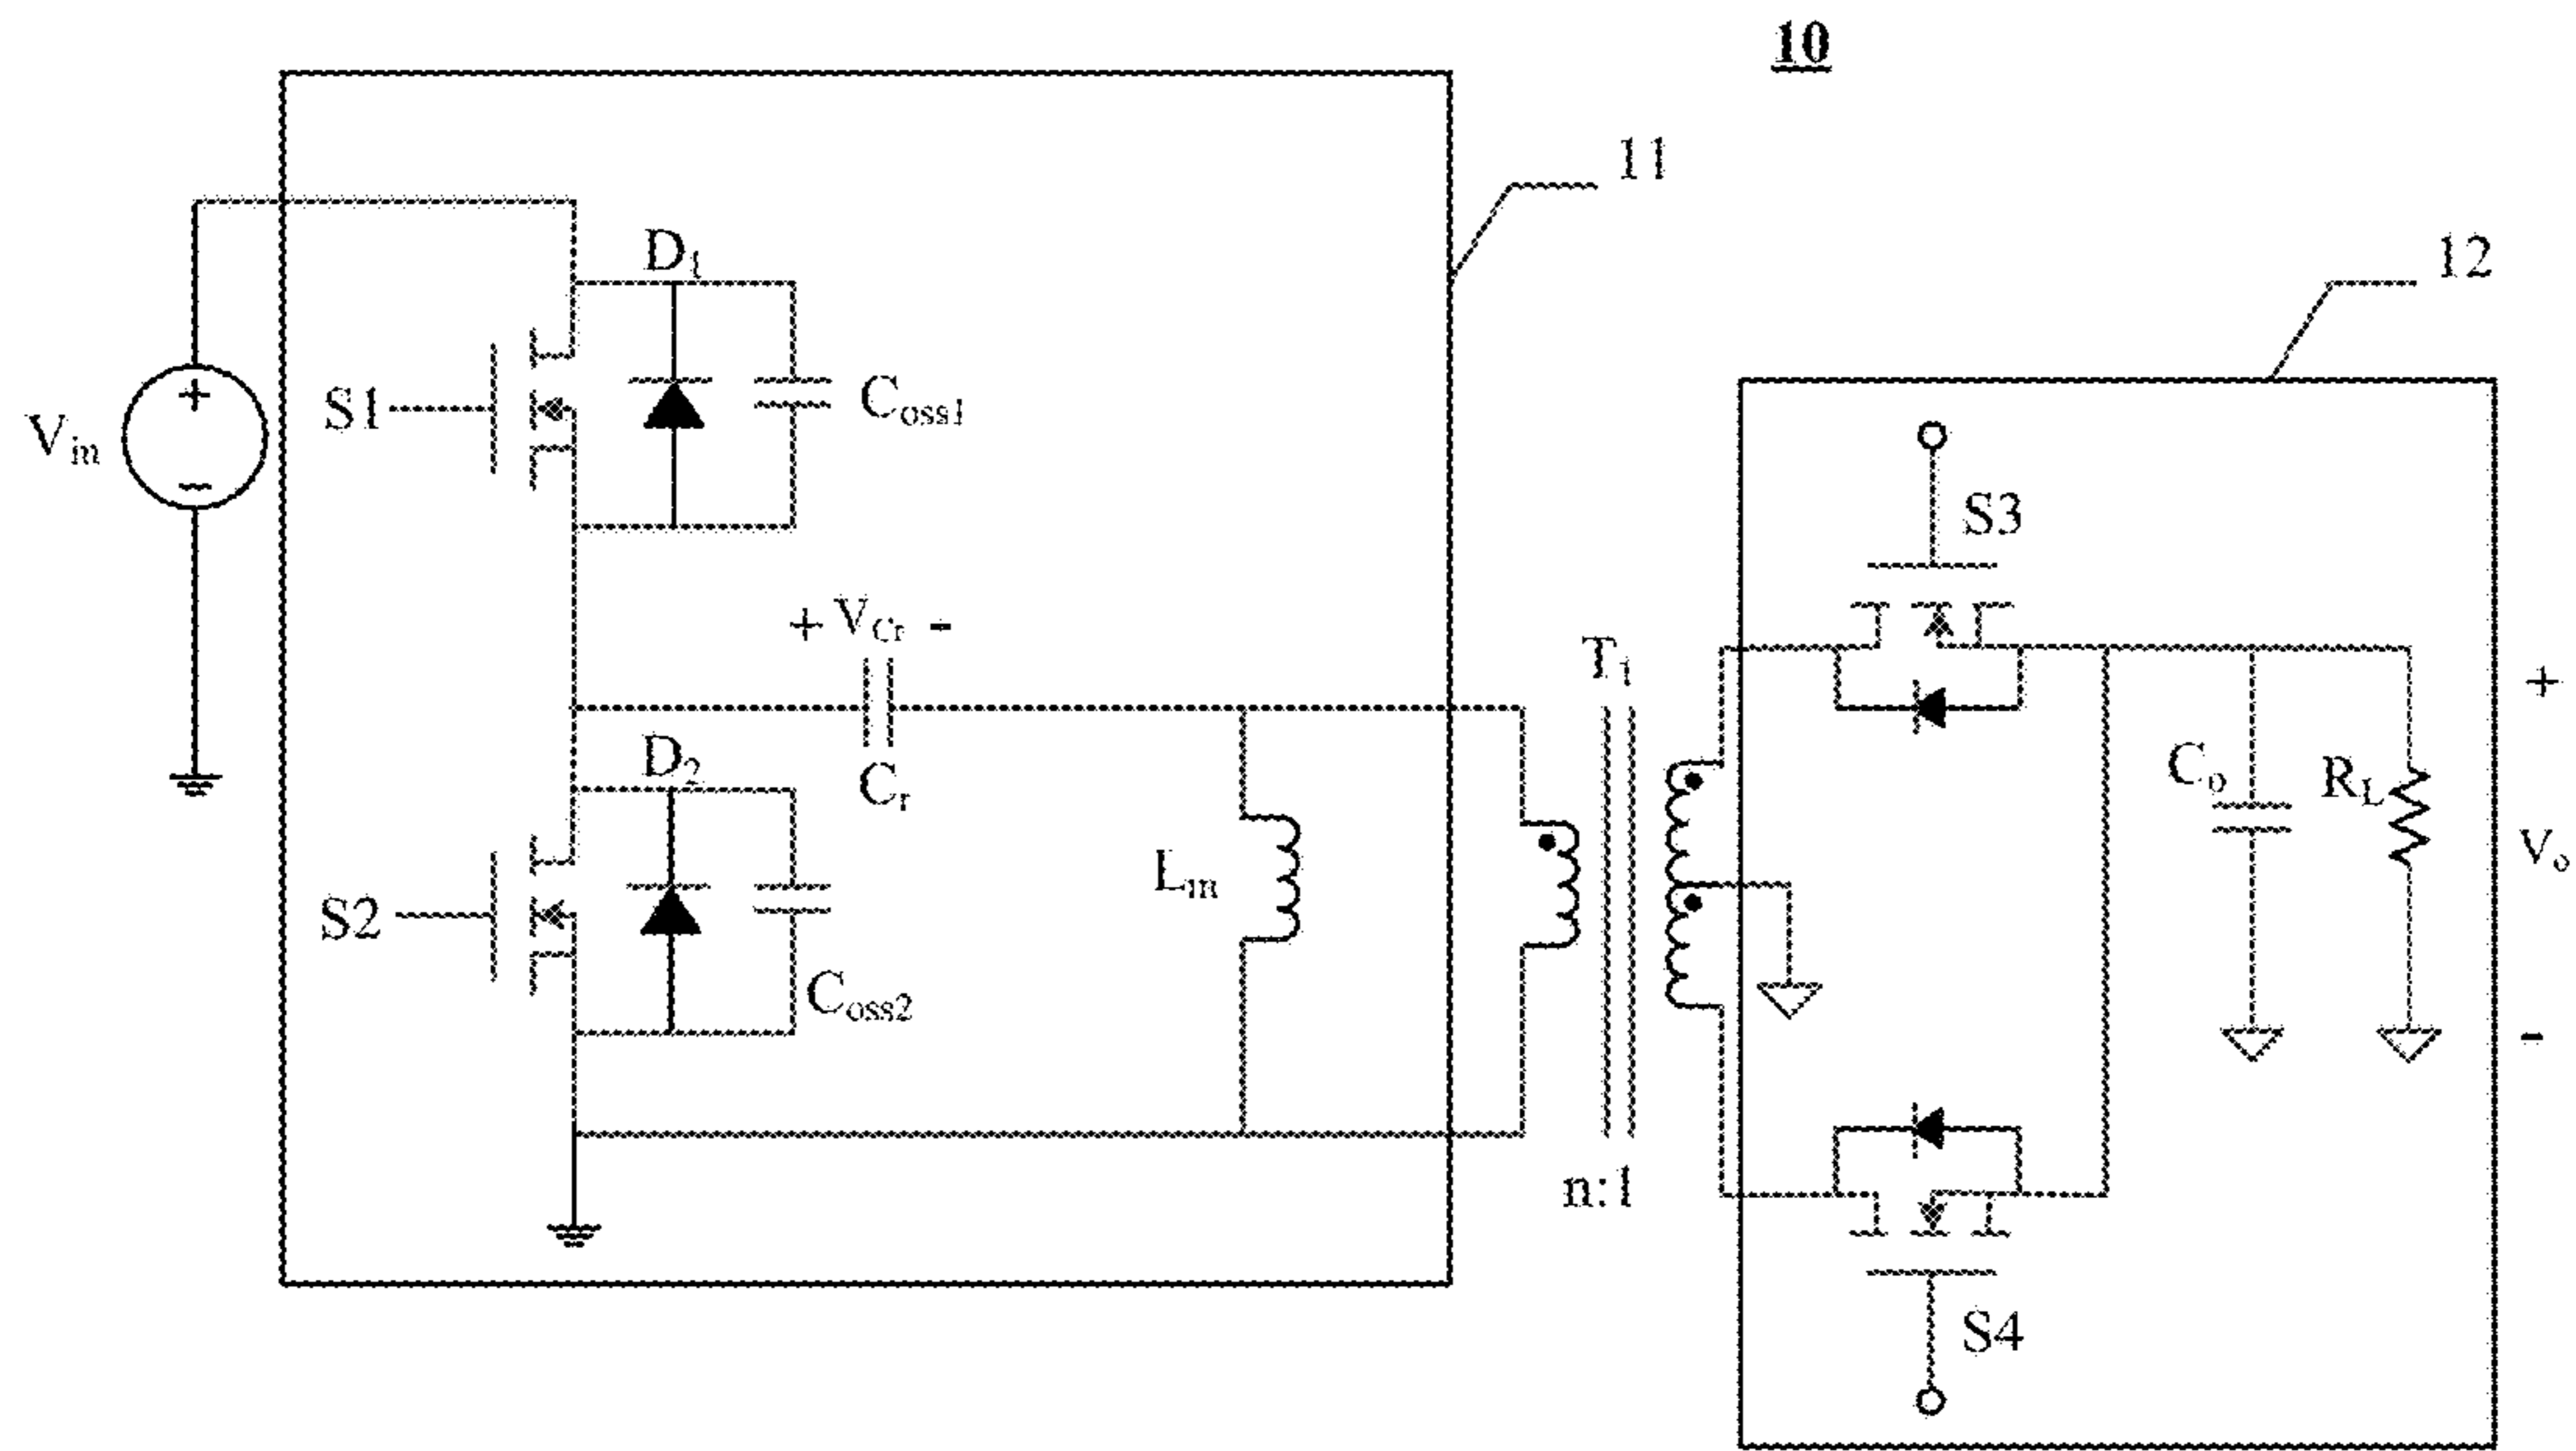 10
11
12
D1
Coss1
S1
Vin
+
−
S3
+ VCr -
T1
+
D2
Cr
Co
RL
Vo
Lm
S2
Coss2
-
n:1
S4